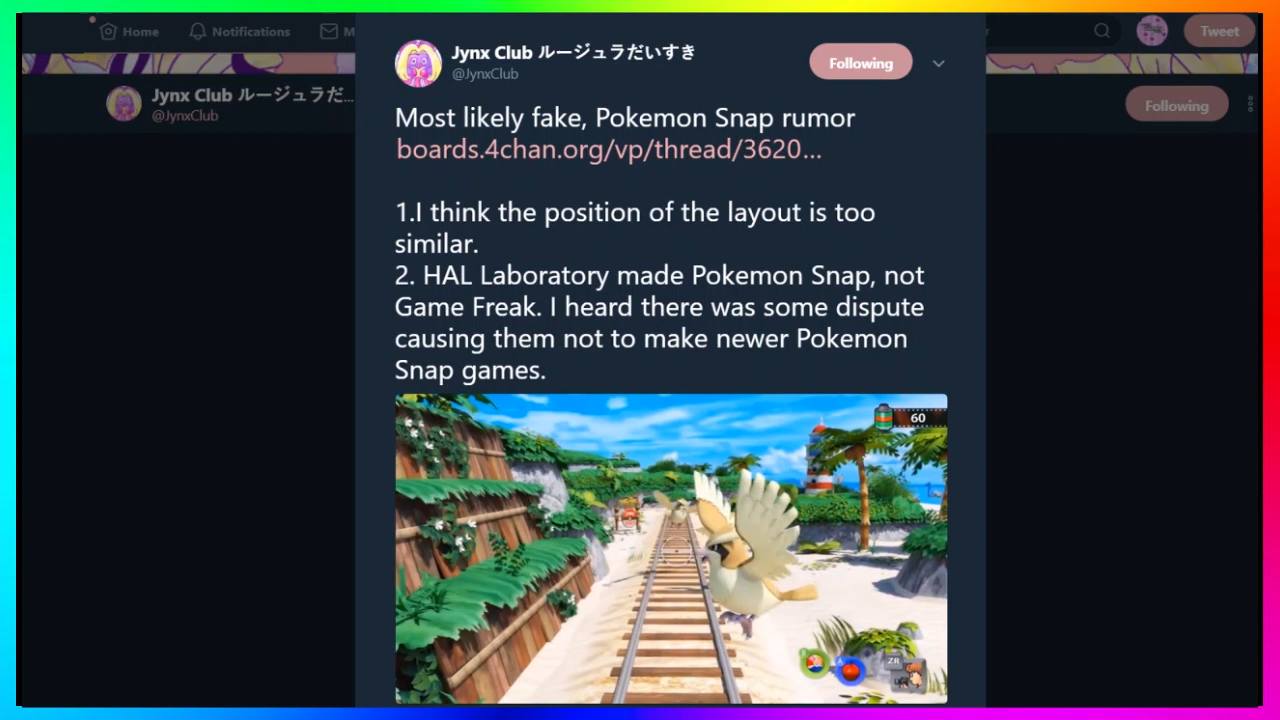 Home
Notifications
M
r
Tweet
Jynx Club ルージュラだいすき
@JynxClub
Following
Jynx Club ルージュラだ...
@JynxClub
Following
Most likely fake, Pokemon Snap rumor
boards.4chan.org/vp/thread/3620...
1.I think the position of the layout is too
similar.
2. HAL Laboratory made Pokemon Snap, not
Game Freak. I heard there was some dispute
causing them not to make newer Pokemon
Snap games.
60
ZR